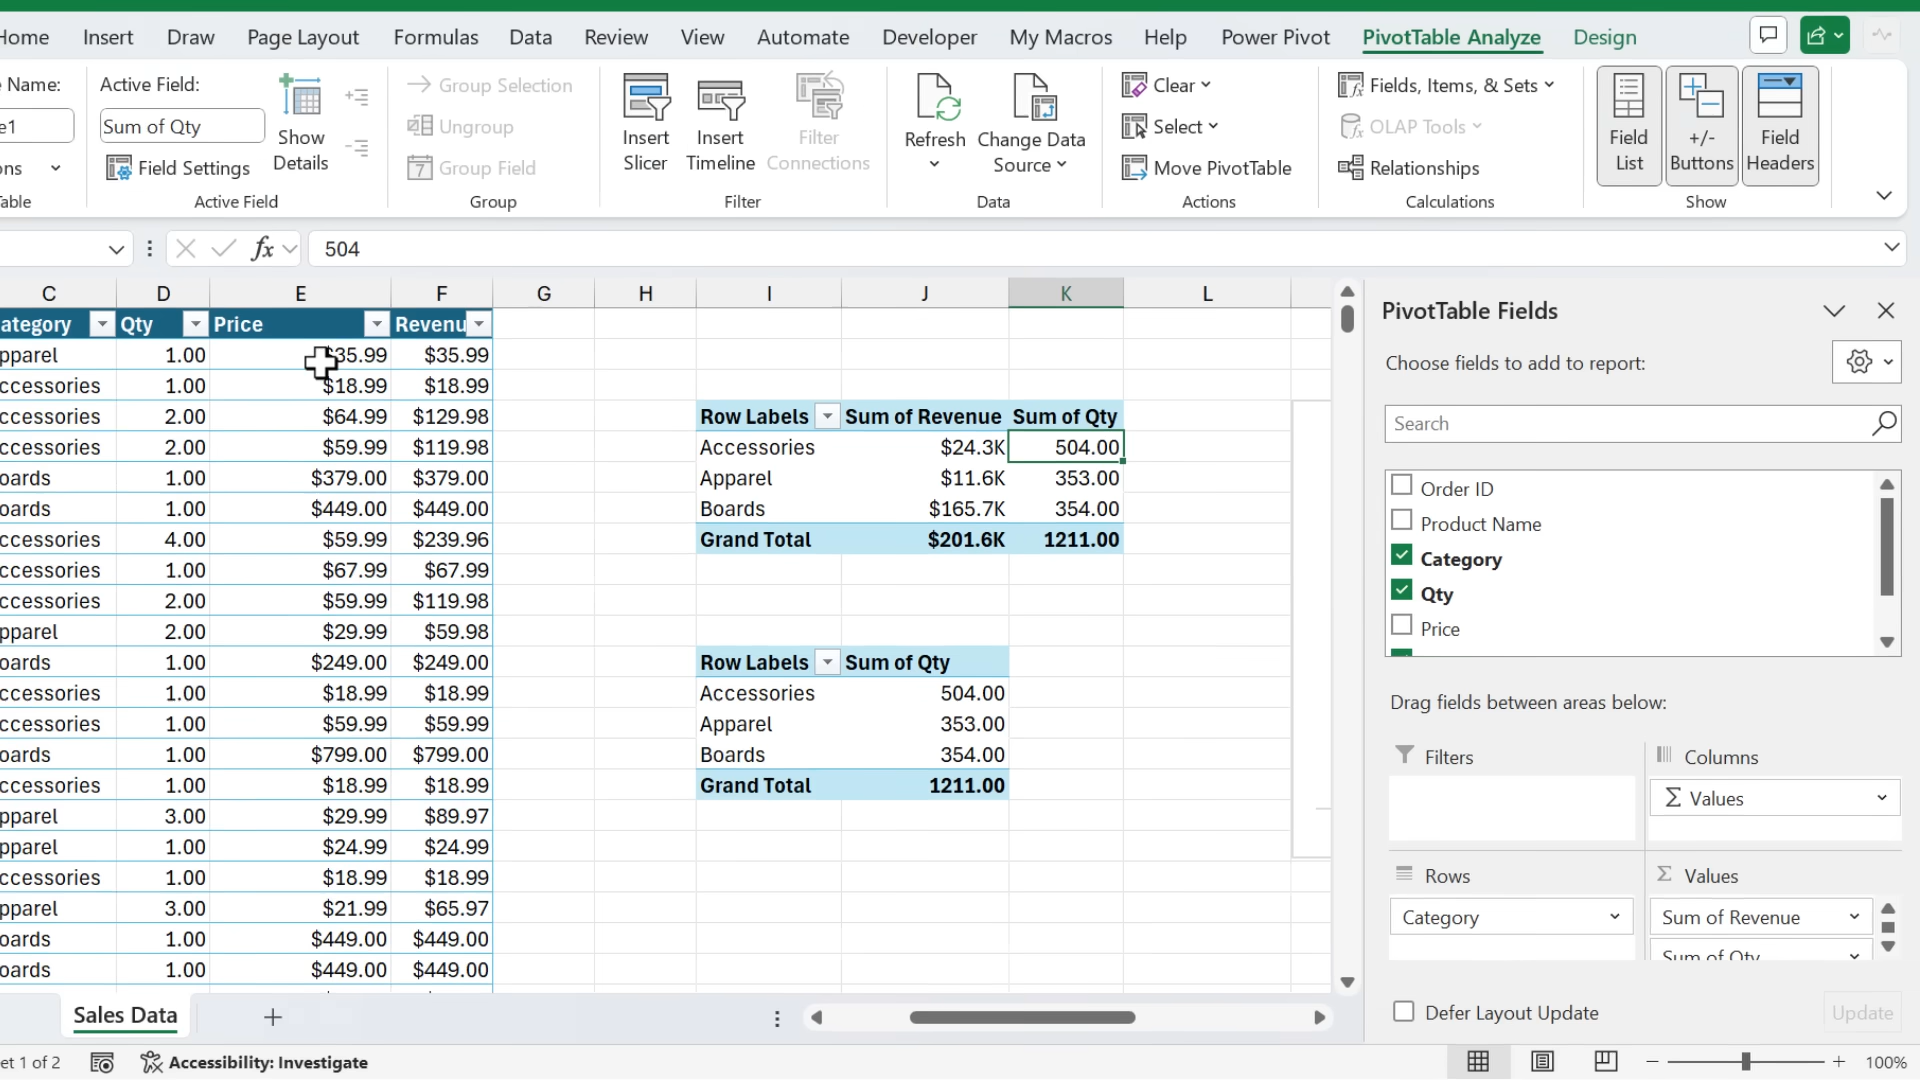 Home Insert Draw Page Layout Formulas Data Review View Automate Developer My Macros Help Power Pivot PivotTable Analyze Design
e Name:
e1
ons
Table
Active Field:
Sum of Qty
Field Settings
Show
Details
Active Field
Group Selection
Ungroup
7 Group Field
Group
Insert
Slicer
Insert
Timeline
Filter
Connections
Filter
Refresh
Change Data
Source
Data
Clear
Select
Move PivotTable
Actions
Fields, Items, & Sets
OLAP Tools
Relationships
Calculations
Field
List
+/-
Buttons
Field
Headers
Show
fx 504
C D E F G H I J K L
ategory Qty Price Revenu
pparel 1.00 $35.99 $35.99
ccessories 1.00 $18.99 $18.99
ccessories 2.00 $64.99 $129.98
ccessories 2.00 $59.99 $119.98
oards 1.00 $379.00 $379.00
oards 1.00 $449.00 $449.00
ccessories 4.00 $59.99 $239.96
ccessories 1.00 $67.99 $67.99
ccessories 2.00 $59.99 $119.98
pparel 2.00 $29.99 $59.98
oards 1.00 $249.00 $249.00
ccessories 1.00 $18.99 $18.99
ccessories 1.00 $59.99 $59.99
oards 1.00 $799.00 $799.00
ccessories 1.00 $18.99 $18.99
pparel 3.00 $29.99 $89.97
pparel 1.00 $24.99 $24.99
ccessories 1.00 $18.99 $18.99
pparel 3.00 $21.99 $65.97
oards 1.00 $449.00 $449.00
oards 1.00 $449.00 $449.00
Row Labels Sum of Revenue Sum of Qty
Accessories $24.3K 504.00
Apparel $11.6K 353.00
Boards $165.7K 354.00
Grand Total $201.6K 1211.00
Row Labels Sum of Qty
Accessories 504.00
Apparel 353.00
Boards 354.00
Grand Total 1211.00
PivotTable Fields
Choose fields to add to report:
Search
Order ID
Product Name
Category
Qty
Price
Drag fields between areas below:
Filters
Columns
Σ Values
Rows
Category
Σ Values
Sum of Revenue
Sum of Qty
Defer Layout Update
Update
Sales Data
et 1 of 2
Accessibility: Investigate
100%